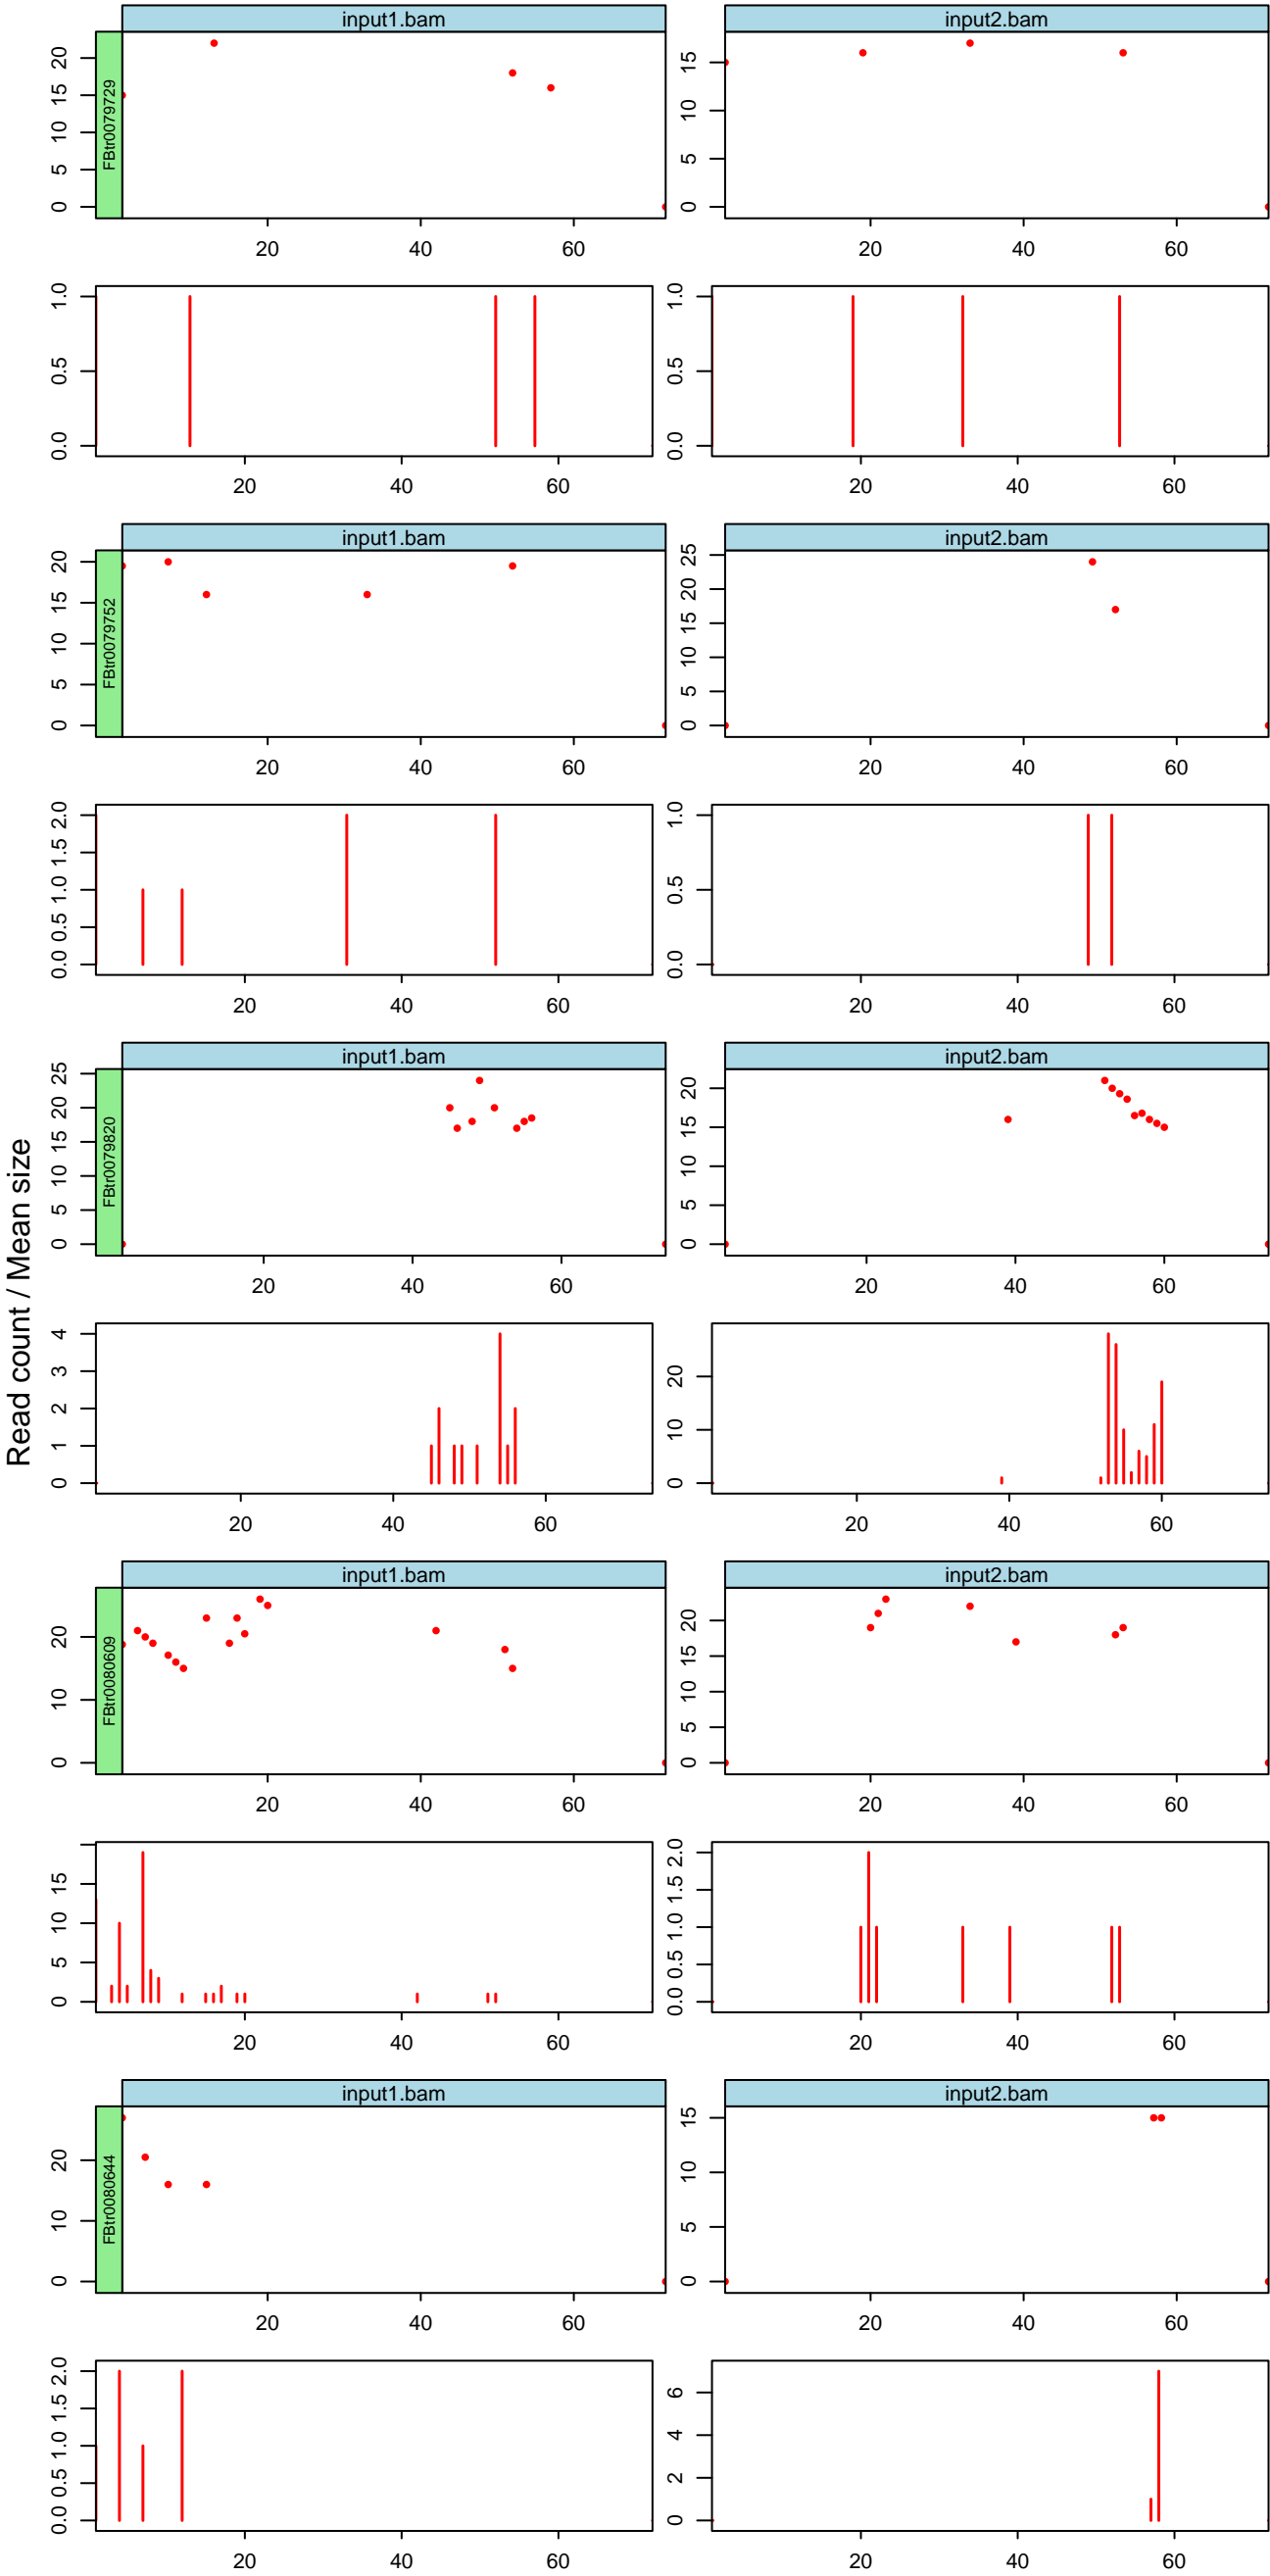 Read count / Mean size
input1.bam input2.bam
FBtr0079729
0 5 10 15 20
0 5 10 15
20 40 60 20 40 60
0.0 0.5 1.0
0.0 0.5 1.0
20 40 60 20 40 60
input1.bam input2.bam
FBtr0079752
0 5 10 15 20
0 5 10 15 20 25
20 40 60 20 40 60
0.0 0.5 1.0 1.5 2.0
0.0 0.5 1.0
20 40 60 20 40 60
input1.bam input2.bam
FBtr0079820
0 5 10 15 20 25
0 5 10 15 20
20 40 60 20 40 60
0 1 2 3 4
0 10 20
20 40 60 20 40 60
input1.bam input2.bam
FBtr0080609
0 10 20
0 5 10 15 20
20 40 60 20 40 60
0 5 10 15
0.0 0.5 1.0 1.5 2.0
20 40 60 20 40 60
input1.bam input2.bam
FBtr0080644
0 10 20
0 5 10 15
20 40 60 20 40 60
0.0 0.5 1.0 1.5 2.0
0 2 4 6
20 40 60 20 40 60